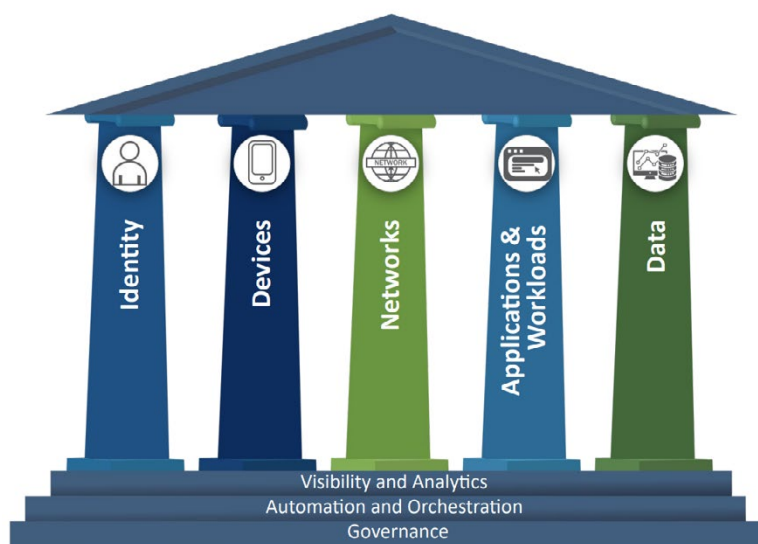 NETWORK
Identity
Devices
Networks
Applications &
Workloads
Data
Visibility and Analytics
Automation and Orchestration
Governance